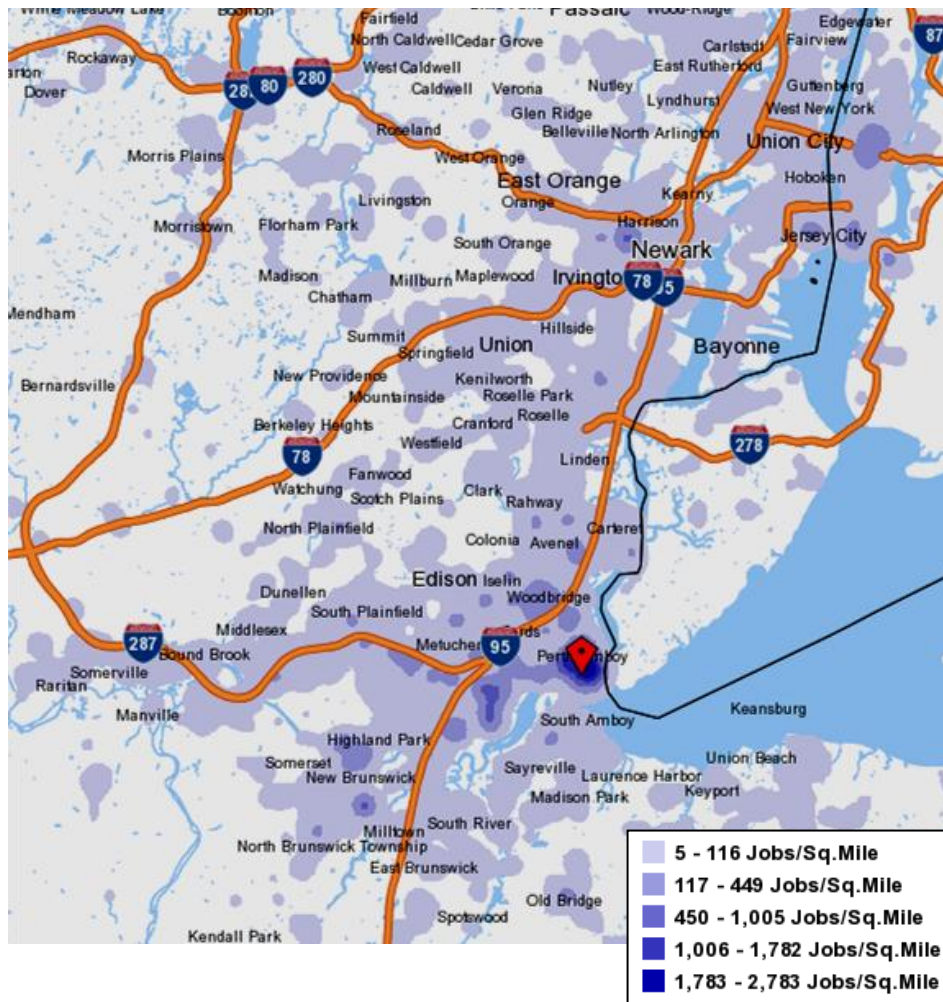 Fairfield
Wood-Ridge
Edgewater
North Caldwell
Cedar Grove
Carlstadt
Fairview
87
Rockaway
280
West Caldwell
East Rutherford
80
Dover
Caldwell
Verona
Nutley
Lyndhurst
Guttenberg
West New York
Glen Ridge
Roseland
Belleville
North Arlington
Union City
Morris Plains
West Orange
East Orange
Hoboken
Livingston
Orange
Kearny
Morristown
Florham Park
Harrison
Jersey City
South Orange
Newark
Madison
Millburn
Maplewood
78
Chatham
Mendham
Hillside
Summit
Springfield
Union
Bayonne
New Providence
Kenilworth
Bernardsville
Mountainside
Roselle Park
Roselle
Berkeley Heights
Cranford
Westfield
278
78
Linden
Fanwood
Watchung
Scotch Plains
Clark
Rahway
North Plainfield
Carteret
Colonia
Avenel
Edison
Iselin
Dunellen
Woodbridge
South Plainfield
Middlesex
287
Metuchen
95
Bound Brook
Somerville
Raritan
Manville
South Amboy
Keansburg
Highland Park
Somerset
New Brunswick
Sayreville
Union Beach
Laurence Harbor
Madison Park
Keyport
Milltown
South River
North Brunswick Township
East Brunswick
Old Bridge
Spotswood
Kendall Park
5 - 116 Jobs/Sq.Mile
117 - 449 Jobs/Sq.Mile
450 - 1,005 Jobs/Sq.Mile
1,006 - 1,782 Jobs/Sq.Mile
1,783 - 2,783 Jobs/Sq.Mile